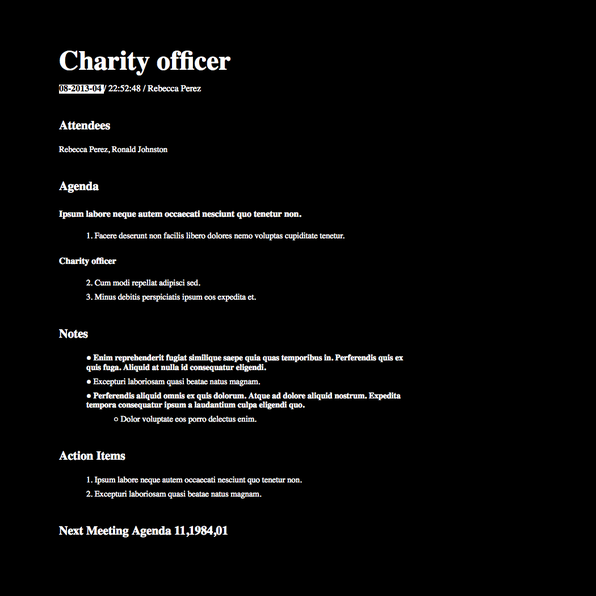 Charity officer
08-2013-04 / 22:52:48 / Rebecca Perez
Attendees
Rebecca Perez, Ronald Johnston
Agenda
Ipsum labore neque autem occaecati nesciunt quo tenetur non.
1. Facere deserunt non facilis libero dolores nemo voluptas cupiditate tenetur.
Charity officer
2. Cum modi repellat adipisci sed.
3. Minus debitis perspiciatis ipsum eos expedita et.
Notes
● Enim reprehenderit fugiat similique saepe quia quas temporibus in. Perferendis quis ex
quis fuga. Aliquid at nulla id consequatur eligendi.
● Excepturi laboriosam quasi beatae natus magnam.
● Perferendis aliquid omnis ex quis dolorum. Atque ad dolore aliquid nostrum. Expedita
tempora consequatur ipsum a laudantium culpa eligendi quo.
○ Dolor voluptate eos porro delectus enim.
Action Items
1. Ipsum labore neque autem occaecati nesciunt quo tenetur non.
2. Excepturi laboriosam quasi beatae natus magnam.
Next Meeting Agenda 11,1984,01